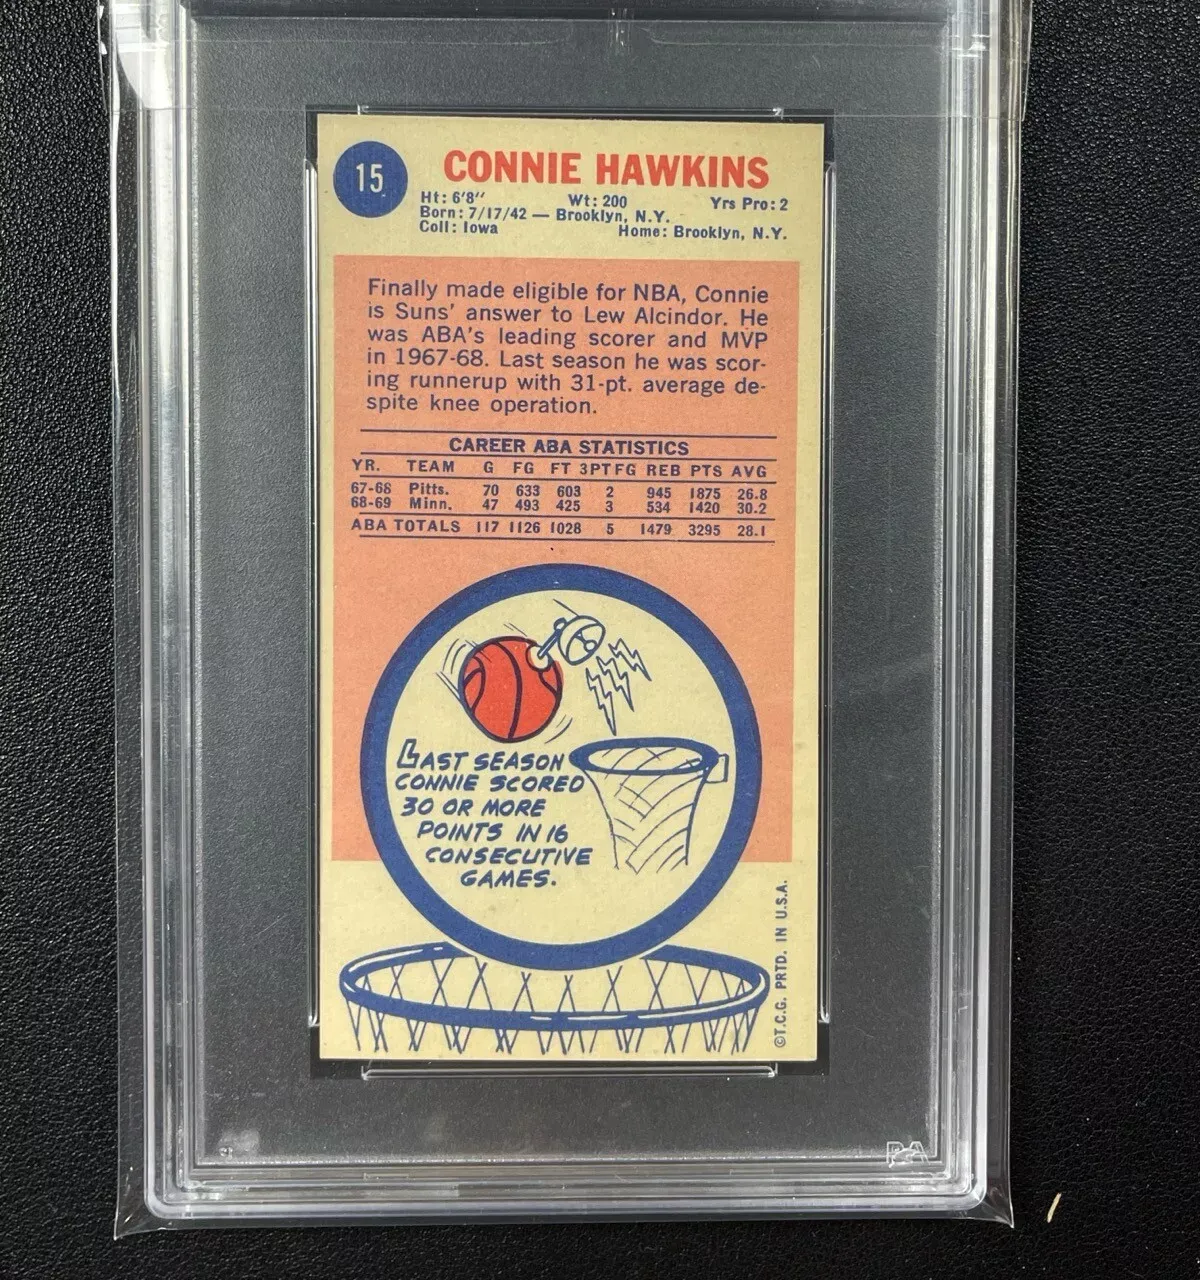 15
CONNIE HAWKINS
Ht: 6'8" Wt: 200 Yrs Pro: 2
Born: 7/17/42 — Brooklyn, N.Y.
Coll: Iowa Home: Brooklyn, N.Y.
Finally made eligible for NBA, Connie
is Suns' answer to Lew Alcindor. He
was ABA's leading scorer and MVP
in 1967-68. Last season he was scor-
ing runnerup with 31-pt. average de-
spite knee operation.
CAREER ABA STATISTICS
YR. TEAM G FG FT 3PTFG REB PTS AVG
67-68 Pitts. 70 633 603 2 945 1875 26.8
68-69 Minn. 47 493 425 3 534 1420 30.2
ABA TOTALS 117 1126 1028 5 1479 3295 28.1
LAST SEASON
CONNIE SCORED
30 OR MORE
POINTS IN 16
CONSECUTIVE
GAMES.
©T.C.G. PRTD. IN U.S.A.